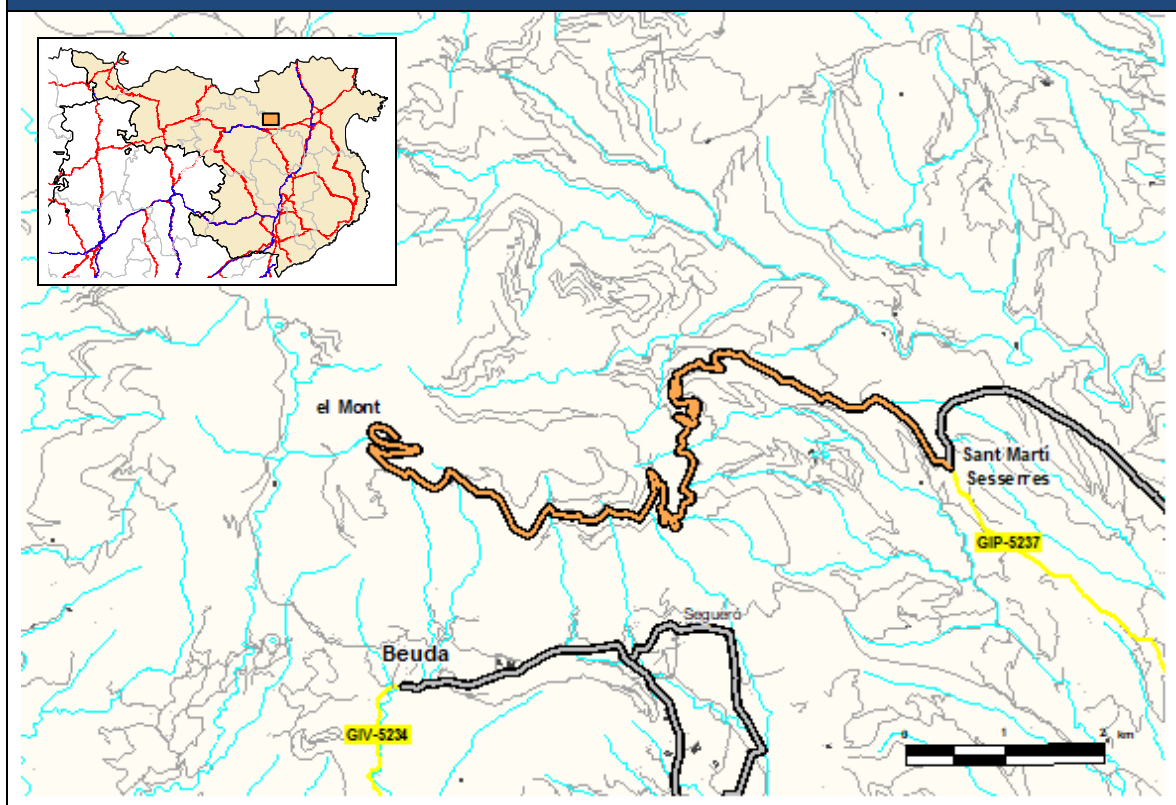 el Mont
Sant Martí
Sesserres
GIP-5237
Segueró
Beuda
GIV-5234
0 1 2 km